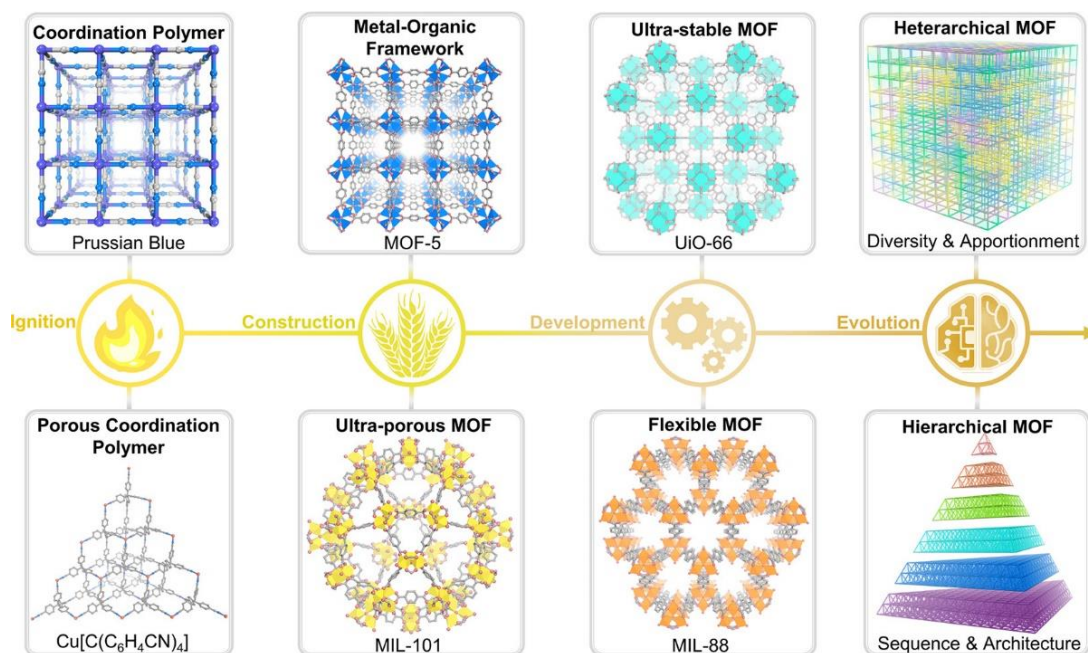 Coordination Polymer
Prussian Blue
Metal-Organic
Framework
MOF-5
Ultra-stable MOF
UiO-66
Heterarchical MOF
Diversity & Apportionment
Ignition
Construction
Development
Evolution
Porous Coordination
Polymer
Cu[C(C₆H₄CN)₄]
Ultra-porous MOF
MIL-101
Flexible MOF
MIL-88
Hierarchical MOF
Sequence & Architecture